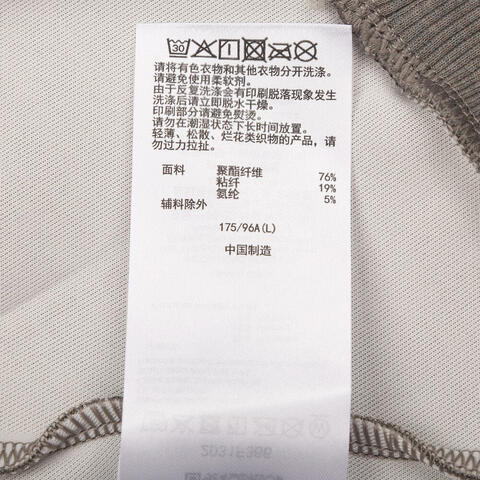 30
请将有色衣物和其他衣物分开洗涤.
请避免使用柔软剂.
由于反复洗涤会有印刷脱落现象发生
洗涤后请立即脱水干燥.
印刷部分请避免熨烫.
请勿在潮湿状态下长时间放置.
轻薄、松散、烂花类织物的产品，请
勿过力拉扯.
面料 聚酯纤维 76%
粘纤 19%
氨纶 5%
辅料除外
175/96A(L)
中国制造